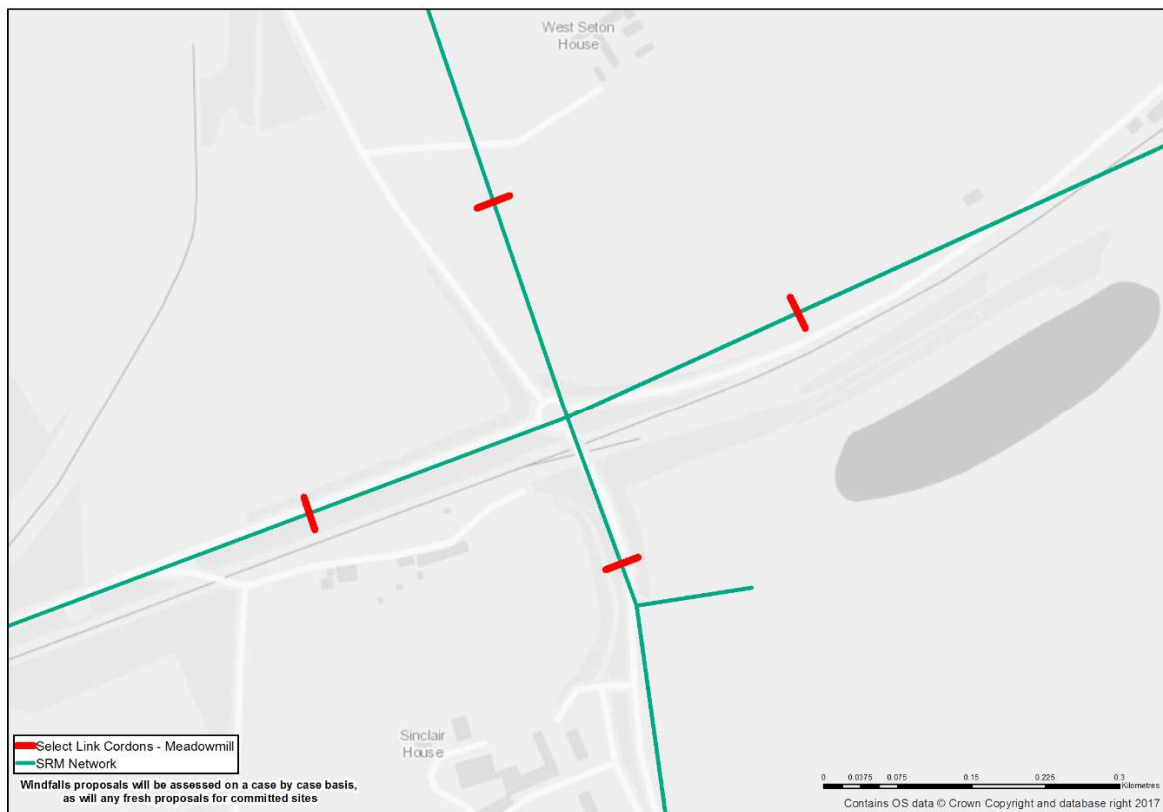 West Seton
House
Sinclair
House
Select Link Cordons - Meadowmill
SRM Network
Windfalls proposals will be assessed on a case by case basis,
as will any fresh proposals for committed sites
0 0.0375 0.075 0.15 0.225 0.3
Kilometres
Contains OS data © Crown Copyright and database right 2017